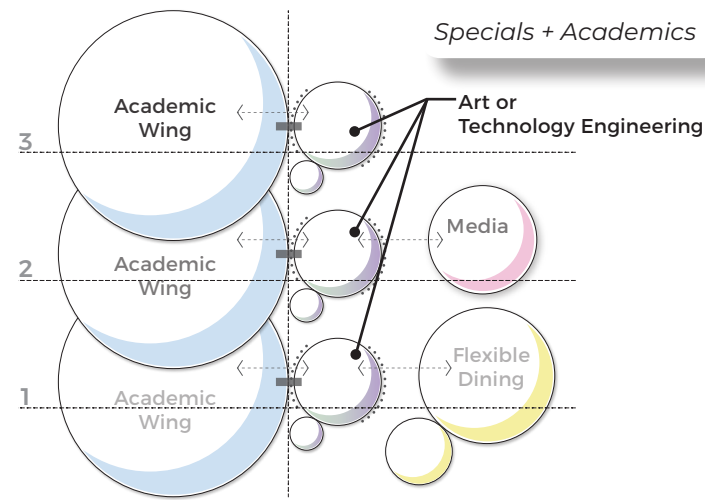 Specials + Academics
Academic
Wing
Art or
Technology Engineering
3
Media
Academic
Wing
2
Flexible
Dining
Academic
Wing
1